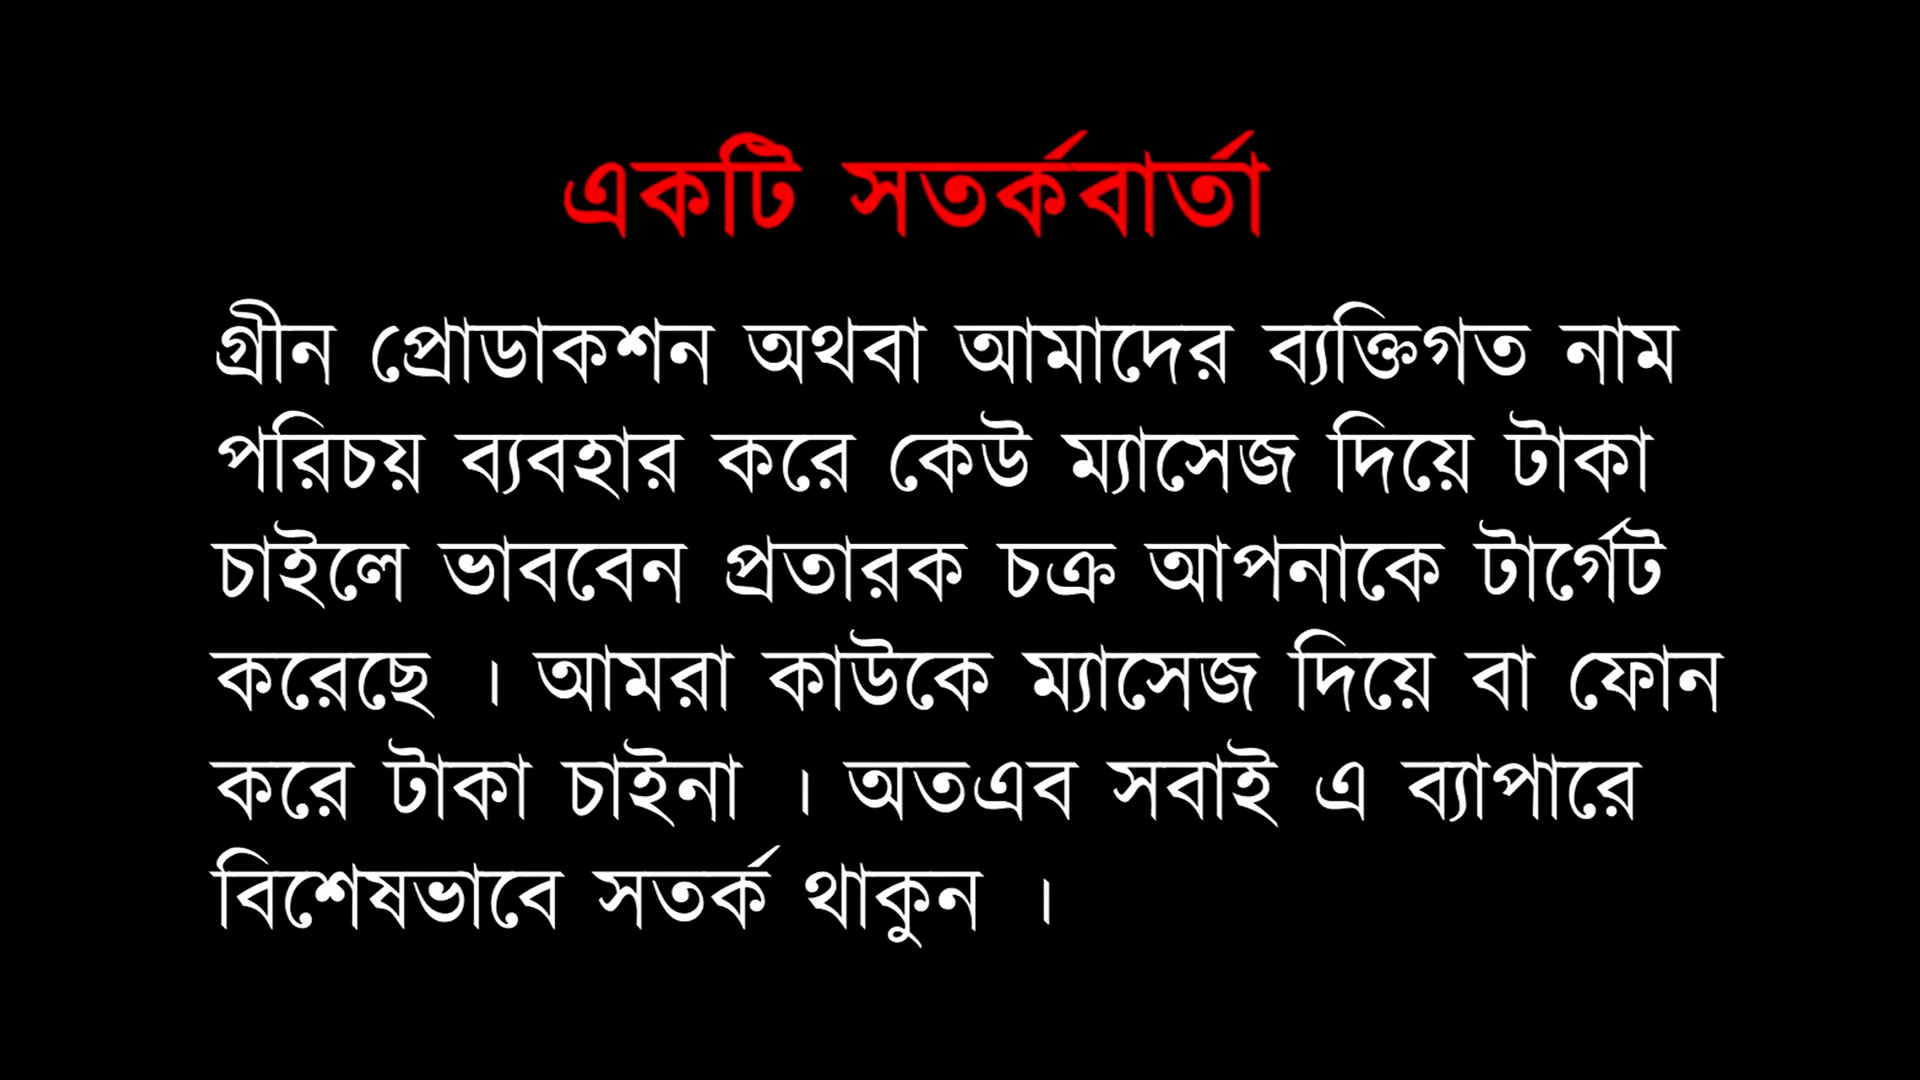 একটি সতর্কবার্তা
গ্রীন প্রোডাকশন অথবা আমাদের ব্যক্তিগত নাম
পরিচয় ব্যবহার করে কেউ ম্যাসেজ দিয়ে টাকা
চাইলে ভাববেন প্রতারক চক্র আপনাকে টার্গেট
করেছে । আমরা কাউকে ম্যাসেজ দিয়ে বা ফোন
করে টাকা চাইনা । অতএব সবাই এ ব্যাপারে
বিশেষভাবে সতর্ক থাকুন ।